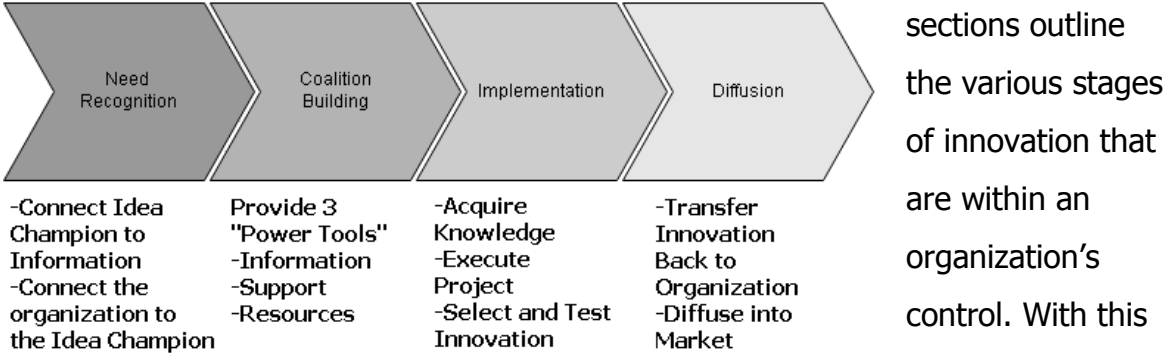 Need
Recognition
Coalition
Building
Implementation
Diffusion
-Connect Idea
Champion to
Information
-Connect the
organization to
the Idea Champion
Provide 3
"Power Tools"
-Information
-Support
-Resources
-Acquire
Knowledge
-Execute
Project
-Select and Test
Innovation
-Transfer
Innovation
Back to
Organization
-Diffuse into
Market
sections outline
the various stages
of innovation that
are within an
organization’s
control. With this